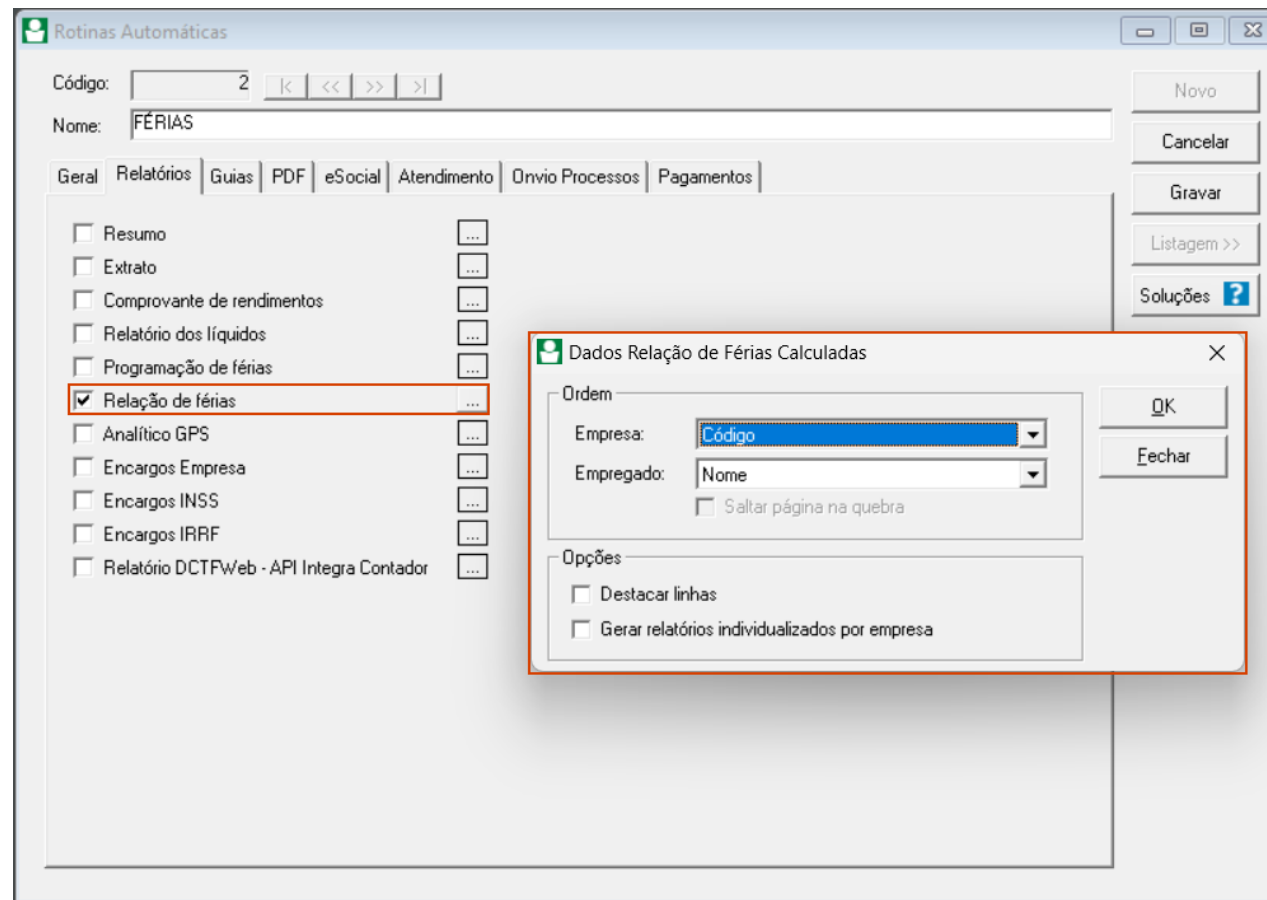 Rotinas Automáticas
Código: 2 |< << >> >|
Nome: FÉRIAS
Novo
Cancelar
Gravar
Listagem >>
Soluções ?
Geral Relatórios Guias PDF eSocial Atendimento Onvio Processos Pagamentos
Resumo ...
Extrato ...
Comprovante de rendimentos ...
Relatório dos líquidos ...
Programação de férias ...
Relação de férias ...
Analítico GPS ...
Encargos Empresa ...
Encargos INSS ...
Encargos IRRF ...
Relatório DCTFWeb - API Integra Contador ...
Dados Relação de Férias Calculadas
Ordem
Empresa: Código
Empregado: Nome
Saltar página na quebra
OK
Fechar
Opções
Destacar linhas
Gerar relatórios individualizados por empresa